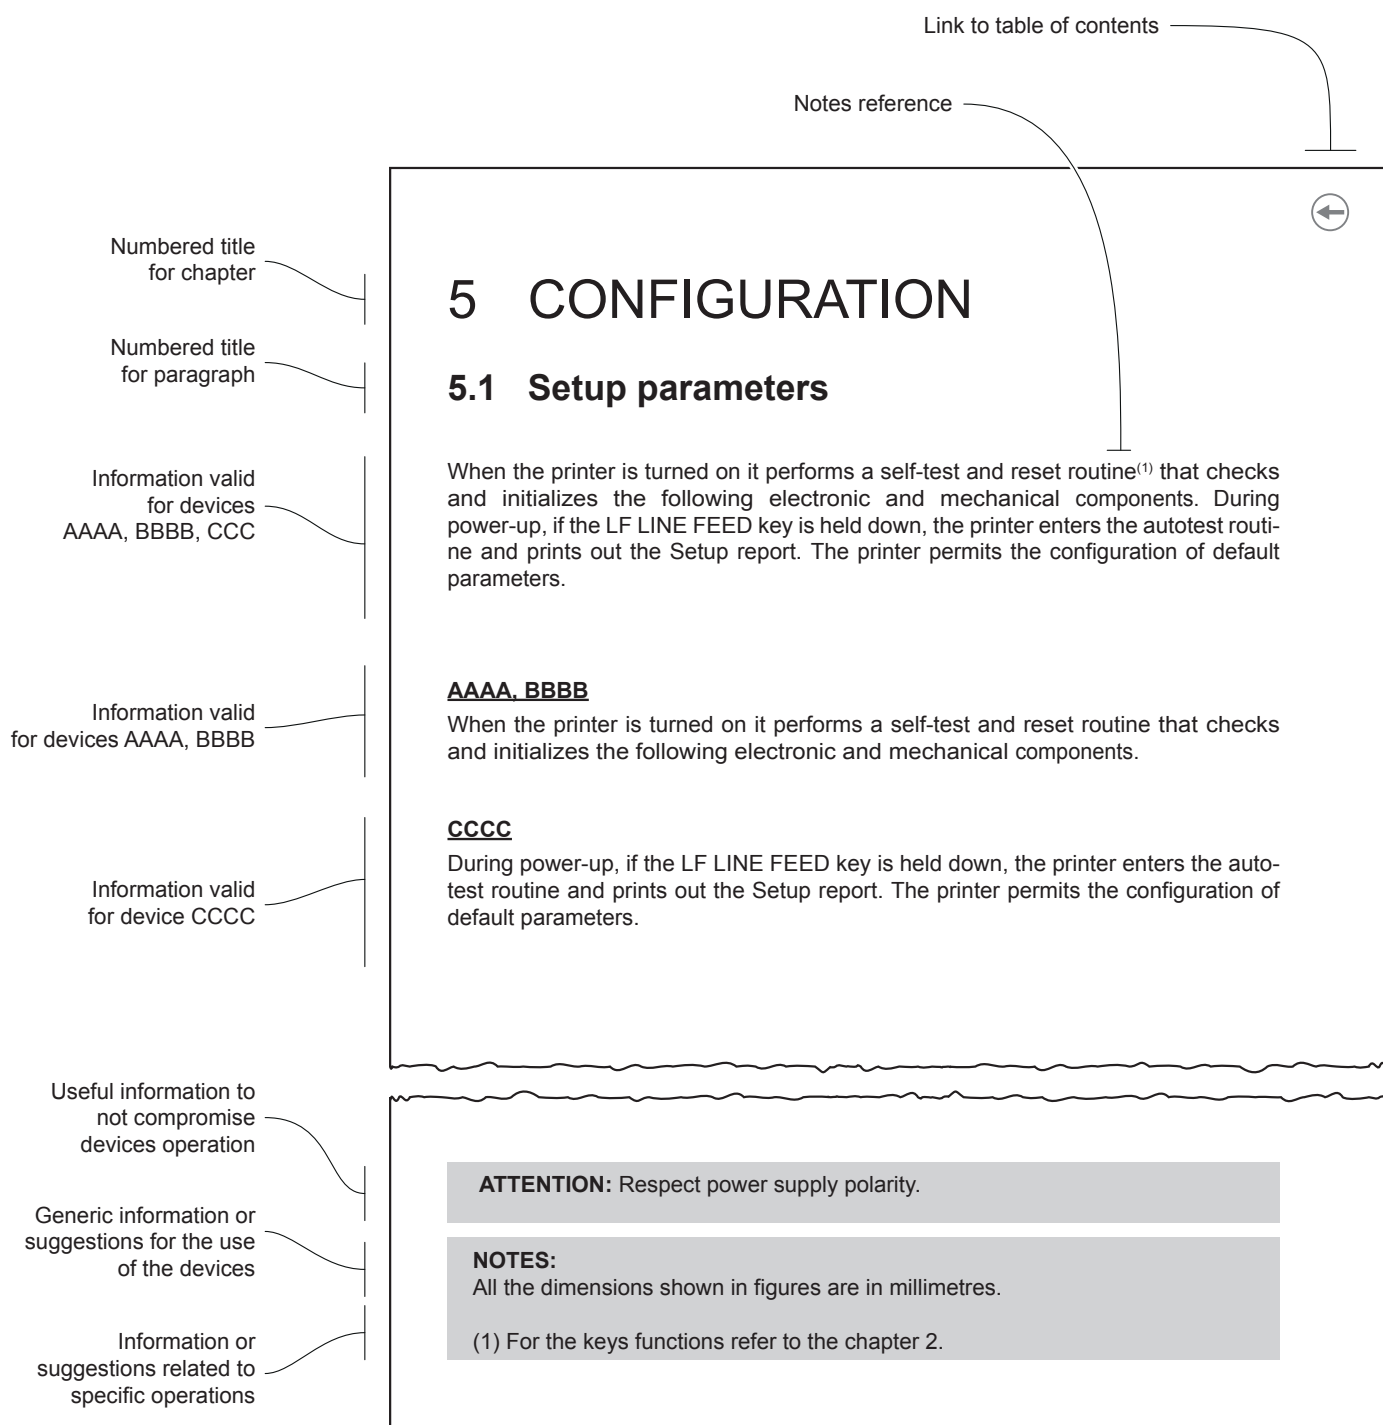 Link to table of contents
Notes reference
Numbered title
for chapter
5 CONFIGURATION
Numbered title
for paragraph
5.1 Setup parameters
Information valid
for devices
AAAA, BBBB, CCC
When the printer is turned on it performs a self-test and reset routine(1) that checks
and initializes the following electronic and mechanical components. During
power-up, if the LF LINE FEED key is held down, the printer enters the autotest routi-
ne and prints out the Setup report. The printer permits the configuration of default
parameters.
Information valid
for devices AAAA, BBBB
AAAA, BBBB
When the printer is turned on it performs a self-test and reset routine that checks
and initializes the following electronic and mechanical components.
Information valid
for device CCCC
CCCC
During power-up, if the LF LINE FEED key is held down, the printer enters the auto-
test routine and prints out the Setup report. The printer permits the configuration of
default parameters.
Useful information to
not compromise
devices operation
ATTENTION: Respect power supply polarity.
Generic information or
suggestions for the use
of the devices
NOTES:
All the dimensions shown in figures are in millimetres.
Information or
suggestions related to
specific operations
(1) For the keys functions refer to the chapter 2.